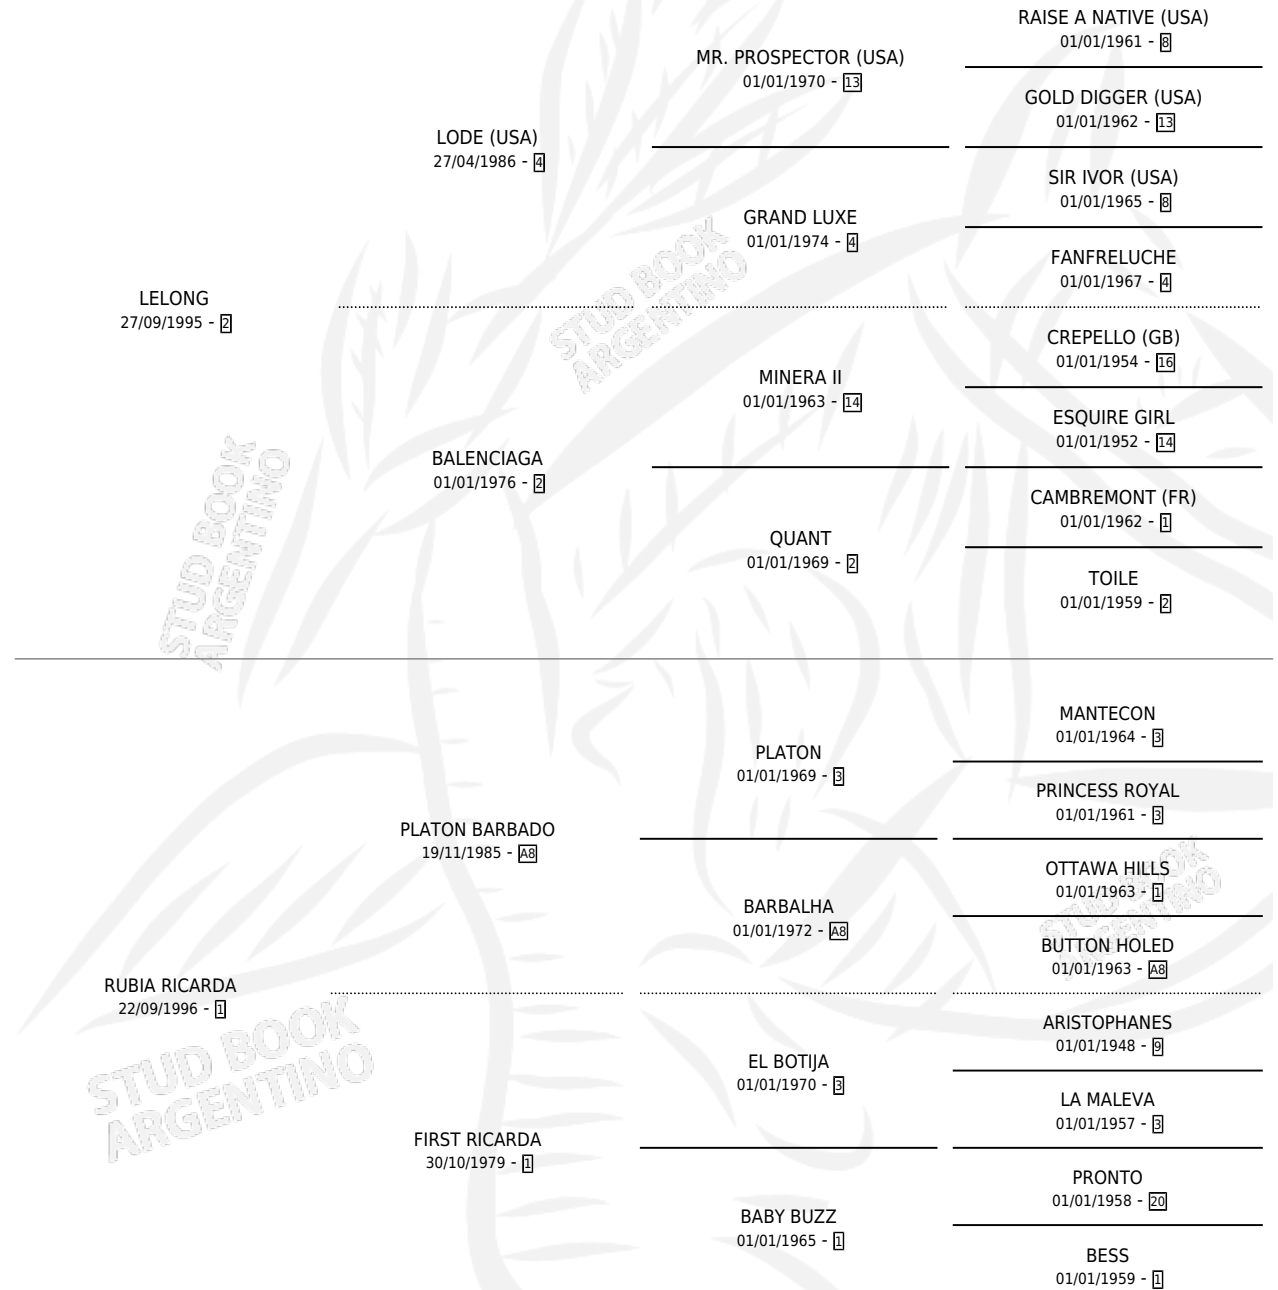 RAISE A NATIVE (USA)
01/01/1961 - 8
MR. PROSPECTOR (USA)
01/01/1970 - 13
GOLD DIGGER (USA)
01/01/1962 - 13
LODE (USA)
27/04/1986 - 4
SIR IVOR (USA)
01/01/1965 - 8
GRAND LUXE
01/01/1974 - 4
FANFRELUCHE
01/01/1967 - 4
STUD BOOK
ARGENTINO
LELONG
27/09/1995 - 2
CREPELLO (GB)
01/01/1954 - 16
MINERA II
01/01/1963 - 14
ESQUIRE GIRL
01/01/1952 - 14
BALENCIAGA
01/01/1976 - 2
CAMBREMONT (FR)
01/01/1962 - 1
QUANT
01/01/1969 - 2
TOILE
01/01/1959 - 2
STUD BOOK
ARGENTINO
MANTECON
01/01/1964 - 3
PLATON
01/01/1969 - 3
PRINCESS ROYAL
01/01/1961 - 3
PLATON BARBADO
19/11/1985 - A8
OTTAWA HILLS
01/01/1963 - 1
BARBALHA
01/01/1972 - A8
BUTTON HOLED
01/01/1963 - A8
STUD BOOK
ARGENTINO
RUBIA RICARDA
22/09/1996 - 1
ARISTOPHANES
01/01/1948 - 9
EL BOTIJA
01/01/1970 - 3
LA MALEVA
01/01/1957 - 3
STUD BOOK
ARGENTINO
FIRST RICARDA
30/10/1979 - 1
PRONTO
01/01/1958 - 20
BABY BUZZ
01/01/1965 - 1
BESS
01/01/1959 - 1